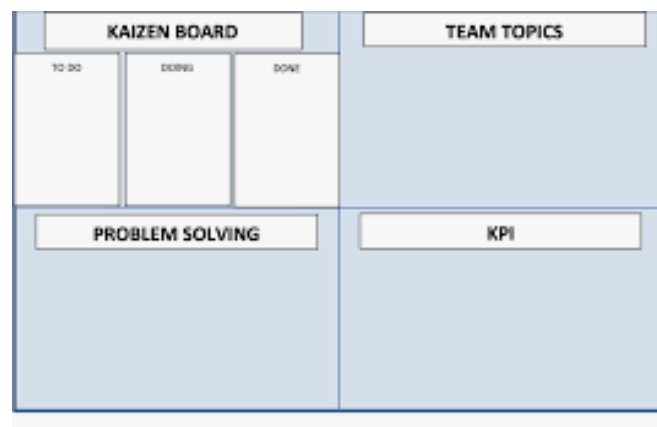 KAIZEN BOARD
TEAM TOPICS
TO DO
DOING
DONE
PROBLEM SOLVING
KPI